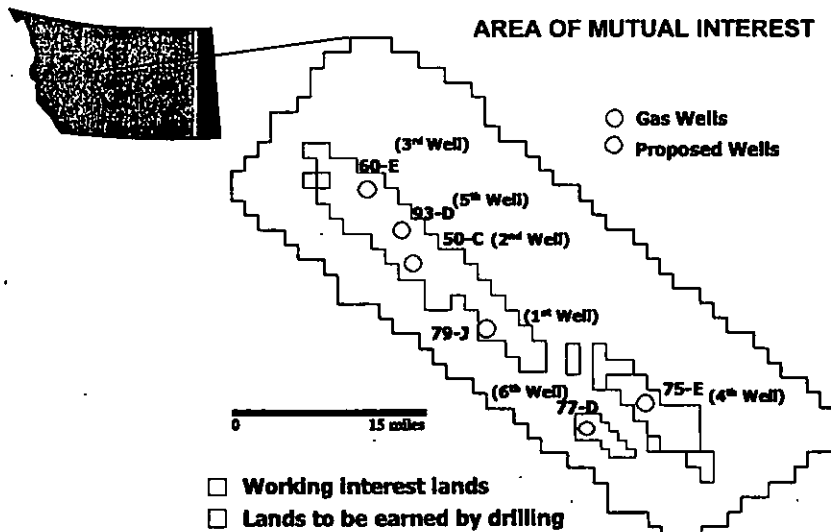 AREA OF MUTUAL INTEREST
Gas Wells
Proposed Wells
(3rd Well)
60-E
(5th Well)
93-D
50-C (2nd Well)
(1st Well)
79-J
(6th Well)
77-D
75-E (4th Well)
0 15 miles
Working interest lands
Lands to be earned by drilling